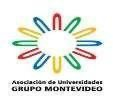 Asociación de Universidades
GRUPO MONTEVIDEO